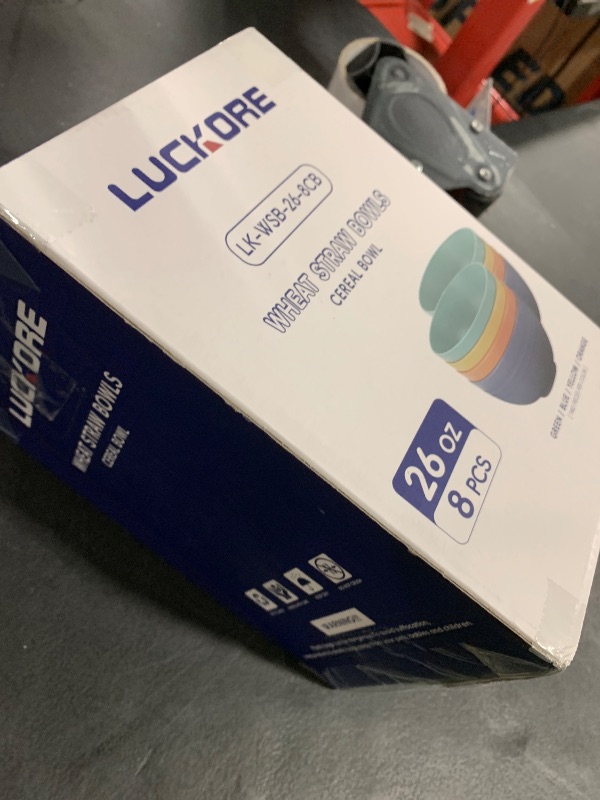 LUCKORE
LK-WSB-26-8CB
WHEAT STRAW BOWLS
CEREAL BOWL
GREEN / BLUE / YELLOW / ORANGE
26 OZ
8 PCS
LUCKORE
WHEAT STRAW BOWLS
CEREAL BOWL
WARNINGS!